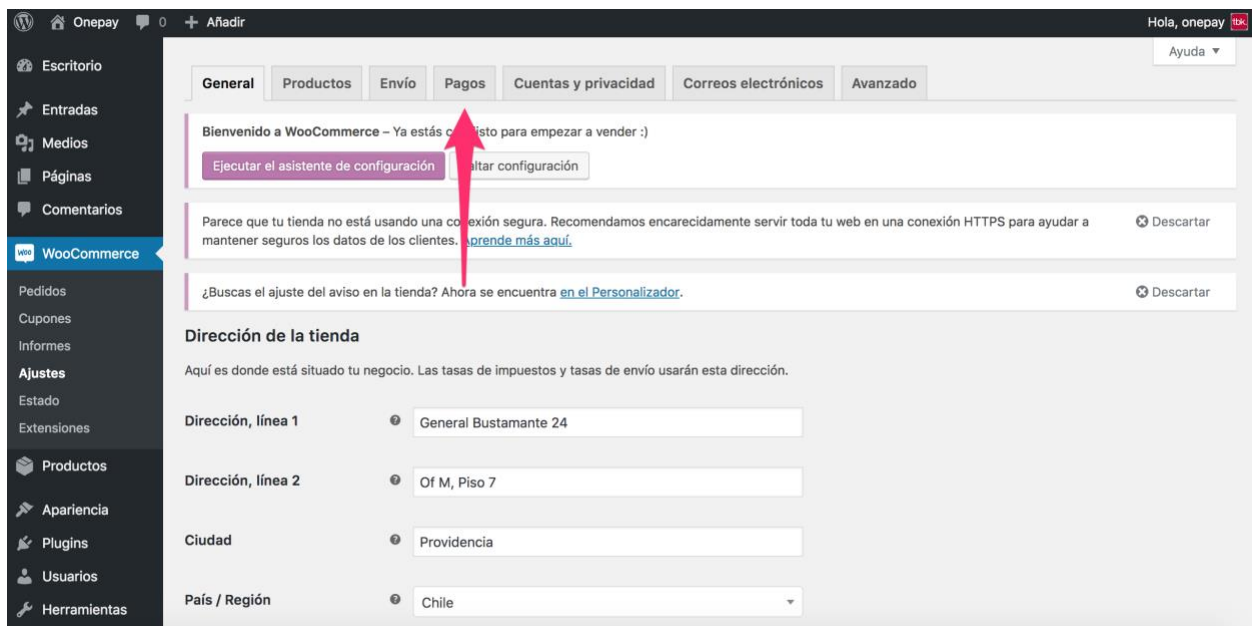 Onepay 0 + Añadir Hola, onepay tbk.
Ayuda
Escritorio
Entradas
Medios
Páginas
Comentarios
WooCommerce
Pedidos
Cupones
Informes
Ajustes
Estado
Extensiones
Productos
Apariencia
Plugins
Usuarios
Herramientas
General Productos Envío Pagos Cuentas y privacidad Correos electrónicos Avanzado
Bienvenido a WooCommerce – Ya estás para empezar a vender :)
Ejecutar el asistente de configuración configuración
Parece que tu tienda no está usando una conexión segura. Recomendamos encarecidamente servir toda tu web en una conexión HTTPS para ayudar a
mantener seguros los datos de los clientes. Aprende más aquí.
Descartar
¿Buscas el ajuste del aviso en la tienda? Ahora se encuentra en el Personalizador.
Descartar
Dirección de la tienda
Aquí es donde está situado tu negocio. Las tasas de impuestos y tasas de envío usarán esta dirección.
Dirección, línea 1 General Bustamante 24
Dirección, línea 2 Of M, Piso 7
Ciudad Providencia
País / Región Chile